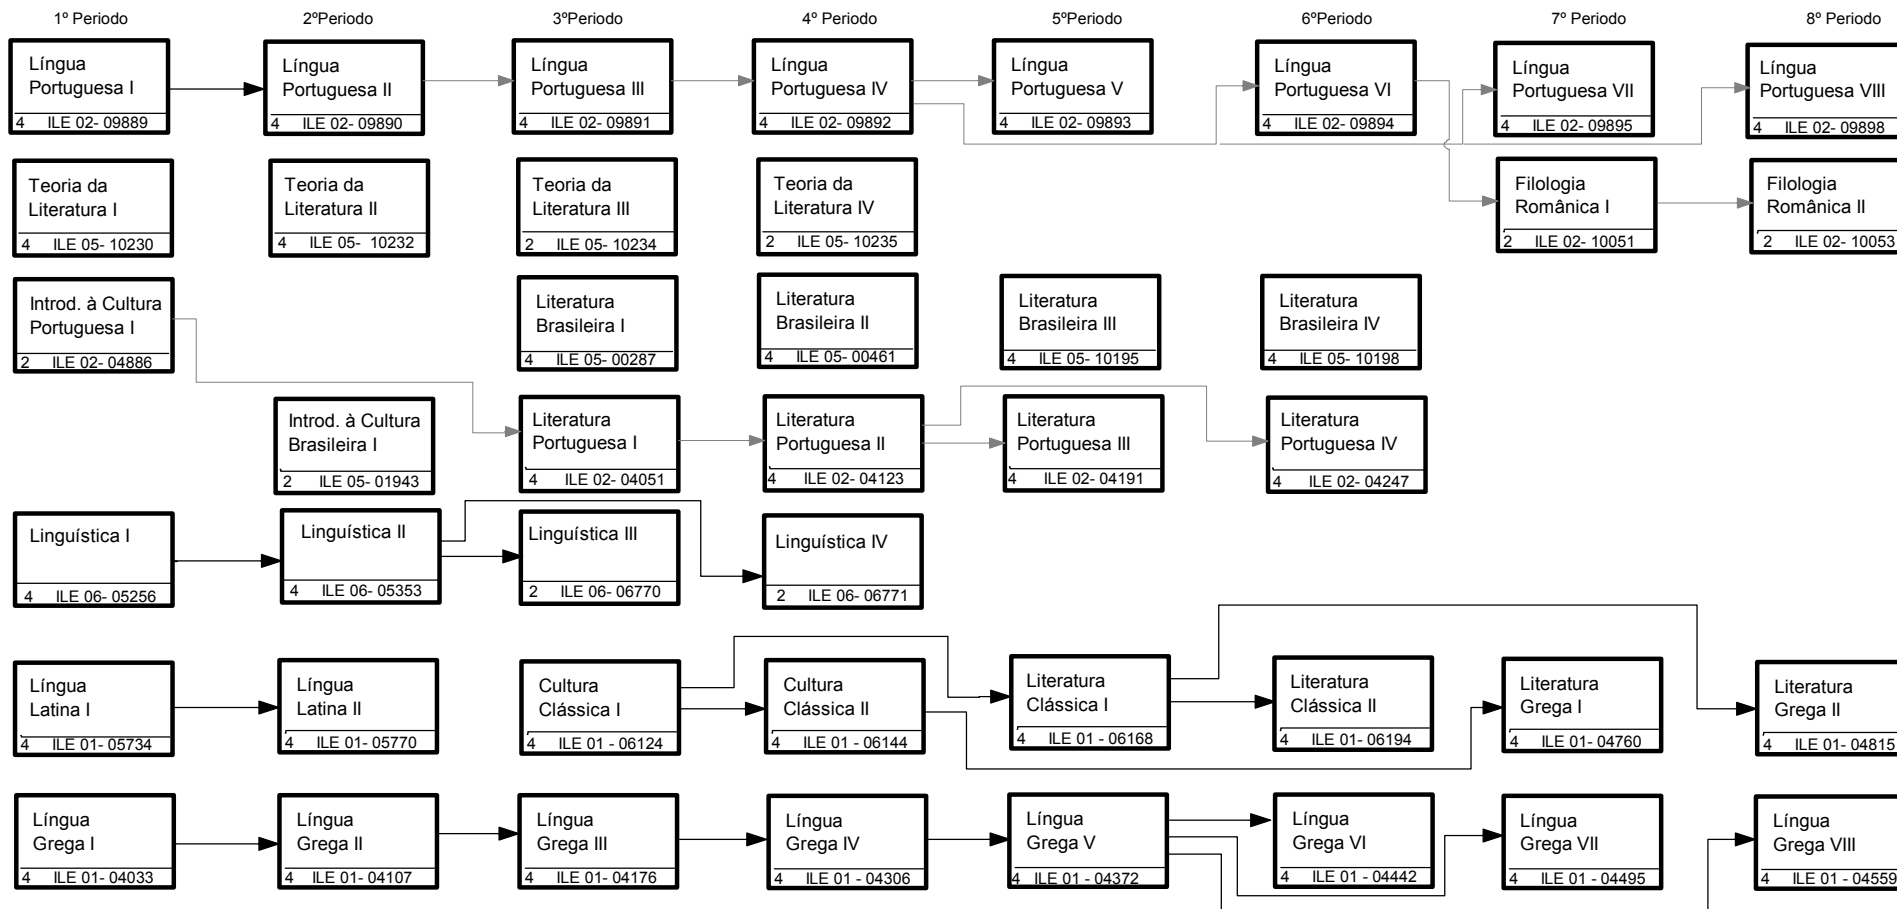 1º Periodo
2ºPeriodo
3ºPeriodo
4º Periodo
5ºPeriodo
6ºPeriodo
7º Periodo
8º Periodo
Língua
Portuguesa I
4 ILE 02- 09889
Língua
Portuguesa II
4 ILE 02- 09890
Língua
Portuguesa III
4 ILE 02- 09891
Língua
Portuguesa IV
4 ILE 02- 09892
Língua
Portuguesa V
4 ILE 02- 09893
Língua
Portuguesa VI
4 ILE 02- 09894
Língua
Portuguesa VII
4 ILE 02- 09895
Língua
Portuguesa VIII
4 ILE 02- 09898
Teoria da
Literatura I
4 ILE 05- 10230
Teoria da
Literatura II
4 ILE 05- 10232
Teoria da
Literatura III
2 ILE 05- 10234
Teoria da
Literatura IV
2 ILE 05- 10235
Filologia
Românica I
2 ILE 02- 10051
Filologia
Românica II
2 ILE 02- 10053
Introd. à Cultura
Portuguesa I
2 ILE 02- 04886
Literatura
Brasileira I
4 ILE 05- 00287
Literatura
Brasileira II
4 ILE 05- 00461
Literatura
Brasileira III
4 ILE 05- 10195
Literatura
Brasileira IV
4 ILE 05- 10198
Introd. à Cultura
Brasileira I
2 ILE 05- 01943
Literatura
Portuguesa I
4 ILE 02- 04051
Literatura
Portuguesa II
4 ILE 02- 04123
Literatura
Portuguesa III
4 ILE 02- 04191
Literatura
Portuguesa IV
4 ILE 02- 04247
Linguística I
4 ILE 06- 05256
Linguística II
4 ILE 06- 05353
Linguística III
2 ILE 06- 06770
Linguística IV
2 ILE 06- 06771
Língua
Latina I
4 ILE 01- 05734
Língua
Latina II
4 ILE 01- 05770
Cultura
Clássica I
4 ILE 01 - 06124
Cultura
Clássica II
4 ILE 01 - 06144
Literatura
Clássica I
4 ILE 01 - 06168
Literatura
Clássica II
4 ILE 01- 06194
Literatura
Grega I
4 ILE 01- 04760
Literatura
Grega II
4 ILE 01- 04815
Língua
Grega I
4 ILE 01- 04033
Língua
Grega II
4 ILE 01- 04107
Língua
Grega III
4 ILE 01- 04176
Língua
Grega IV
4 ILE 01 - 04306
Língua
Grega V
4 ILE 01 - 04372
Língua
Grega VI
4 ILE 01 - 04442
Língua
Grega VII
4 ILE 01 - 04495
Língua
Grega VIII
4 ILE 01 - 04559